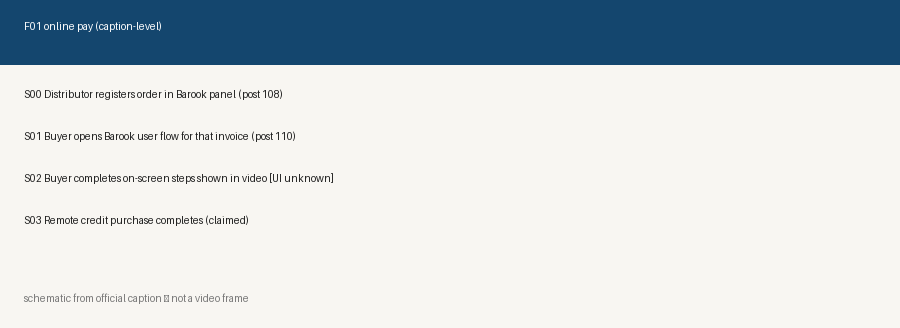 F01 online pay (caption-level)
S00 Distributor registers order in Barook panel (post 108)
S01 Buyer opens Barook user flow for that invoice (post 110)
S02 Buyer completes on-screen steps shown in video [UI unknown]
S03 Remote credit purchase completes (claimed)
schematic from official caption not a video frame